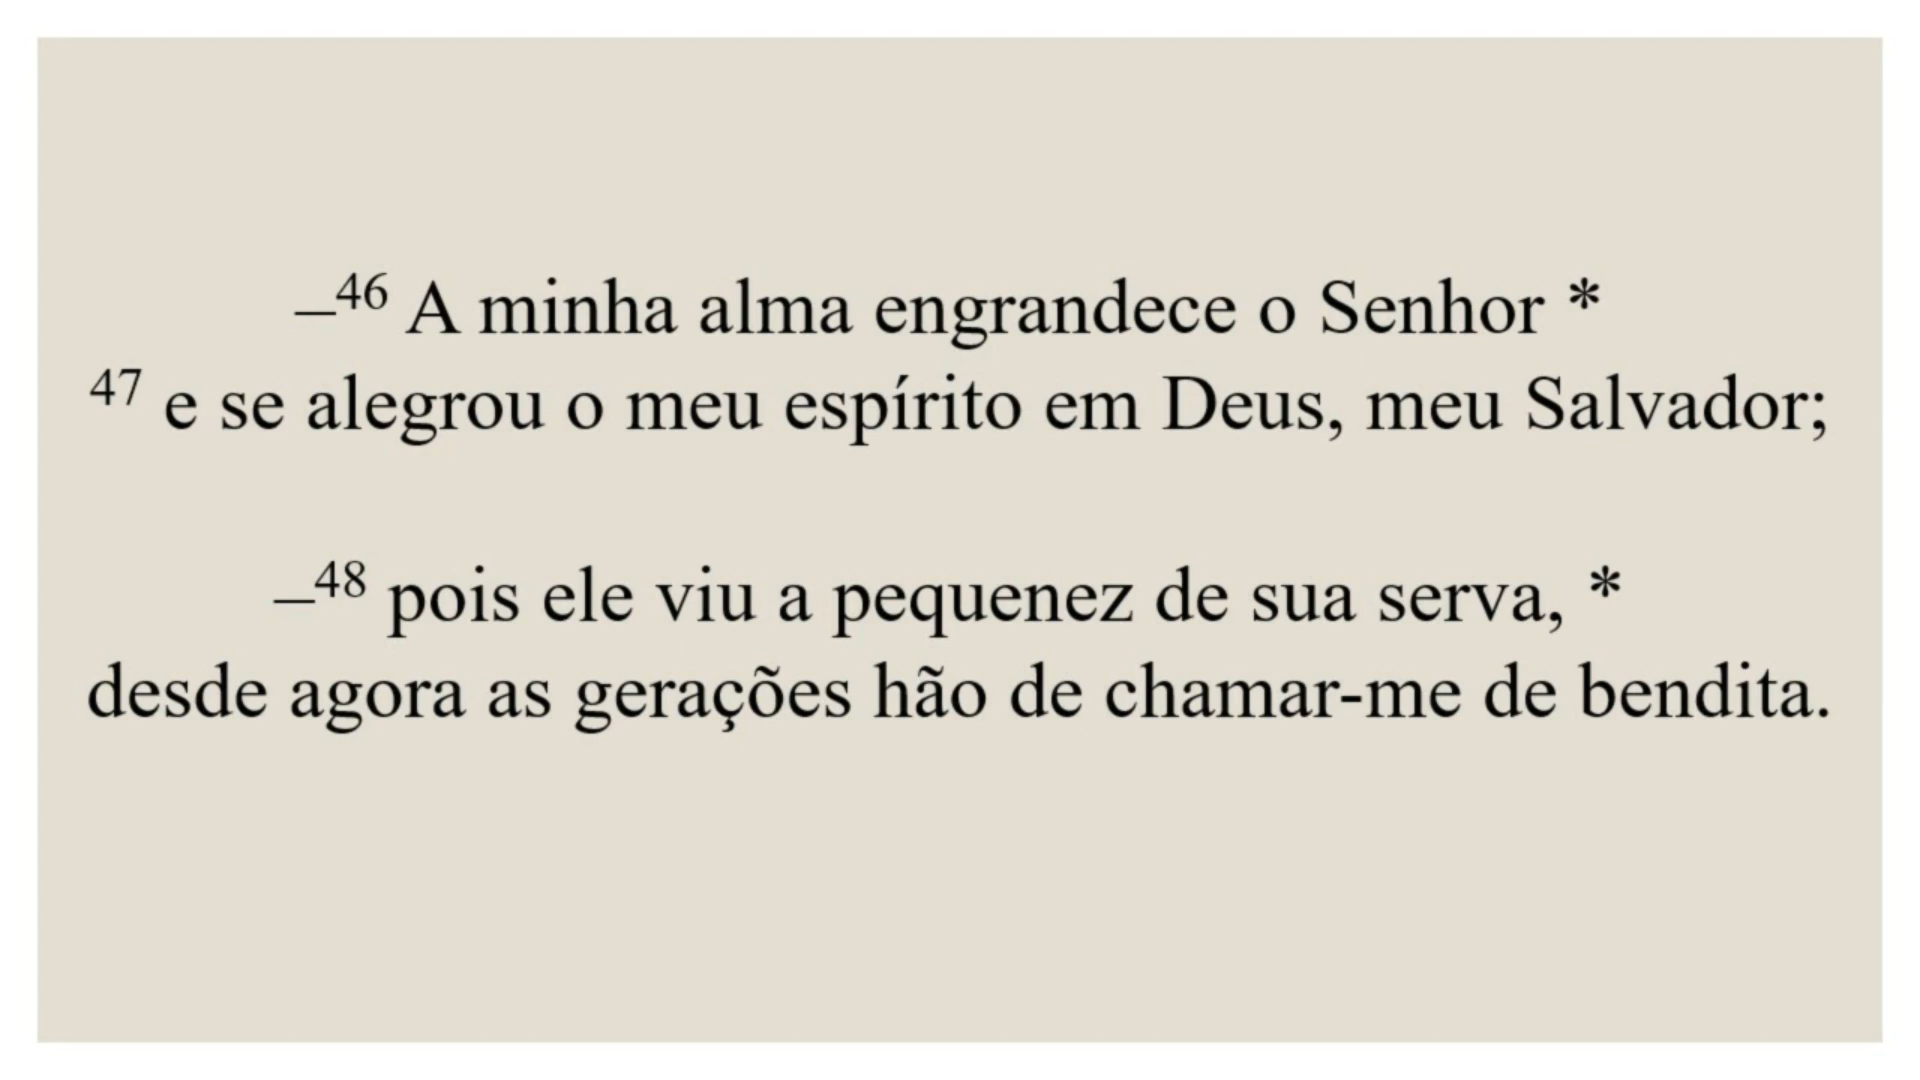 –46 A minha alma engrandece o Senhor *
47 e se alegrou o meu espírito em Deus, meu Salvador;
–48 pois ele viu a pequenez de sua serva, *
desde agora as gerações hão de chamar-me de bendita.